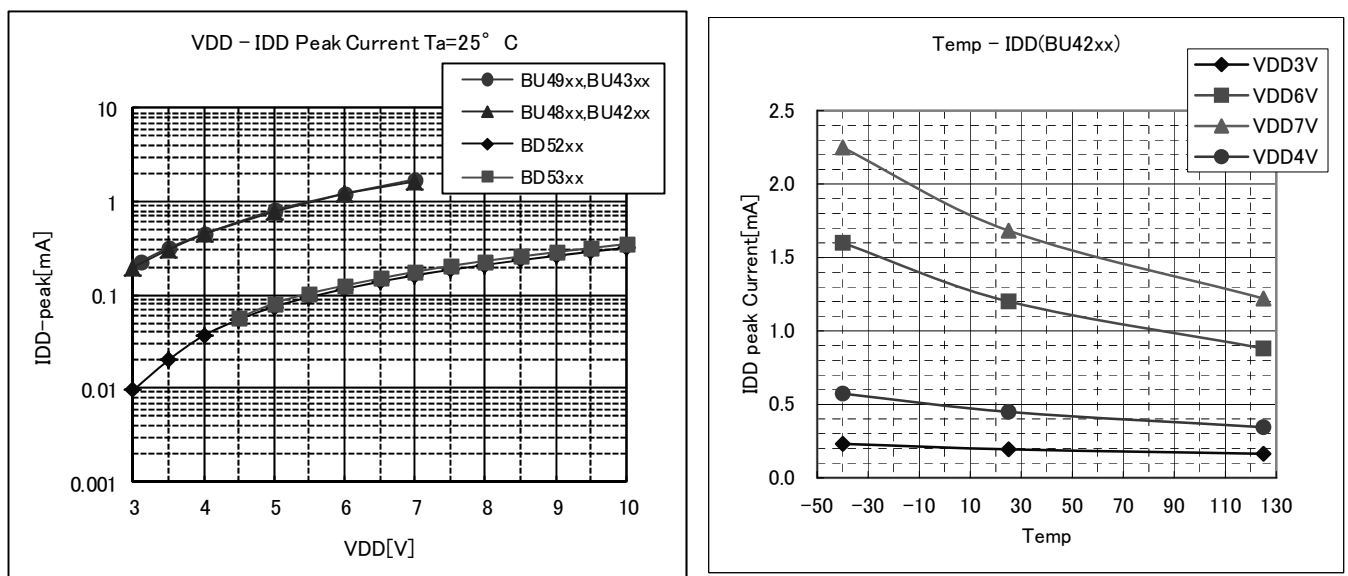 VDD - IDD Peak Current Ta=25° C
BU49xx,BU43xx
BU48xx,BU42xx
BD52xx
BD53xx
10
1
0.1
0.01
0.001
IDD-peak[mA]
3 4 5 6 7 8 9 10
VDD[V]
Temp - IDD(BU42xx)
VDD3V
VDD6V
VDD7V
VDD4V
2.5
2.0
1.5
1.0
0.5
0.0
IDD peak Current[mA]
-50 -30 -10 10 30 50 70 90 110 130
Temp